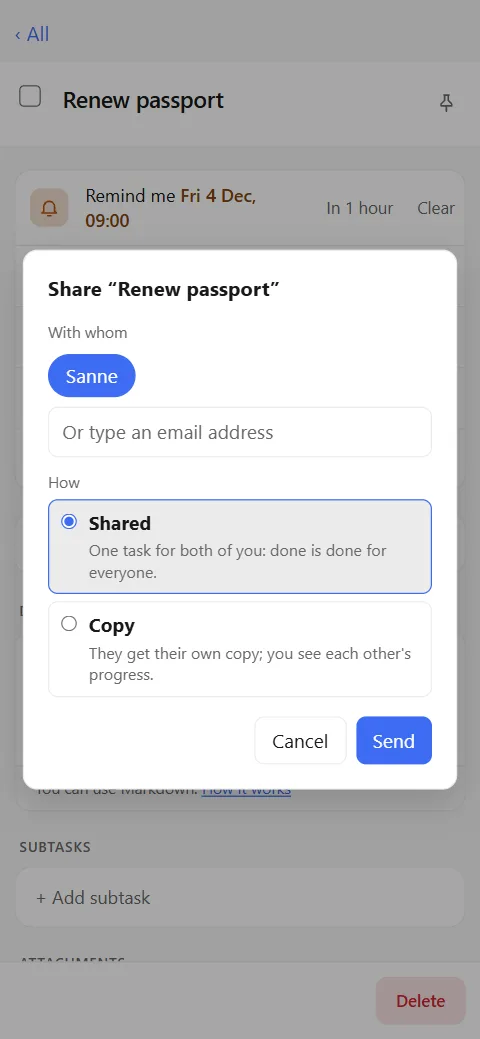 ‹ All
Renew passport
Remind me Fri 4 Dec,
09:00
In 1 hour
Clear
Share “Renew passport”
With whom
Sanne
Or type an email address
How
Shared
One task for both of you: done is done for
everyone.
Copy
They get their own copy; you see each other's
progress.
Cancel
Send
You can use Markdown. How it works
SUBTASKS
+ Add subtask
ATTACHMENTS
Delete